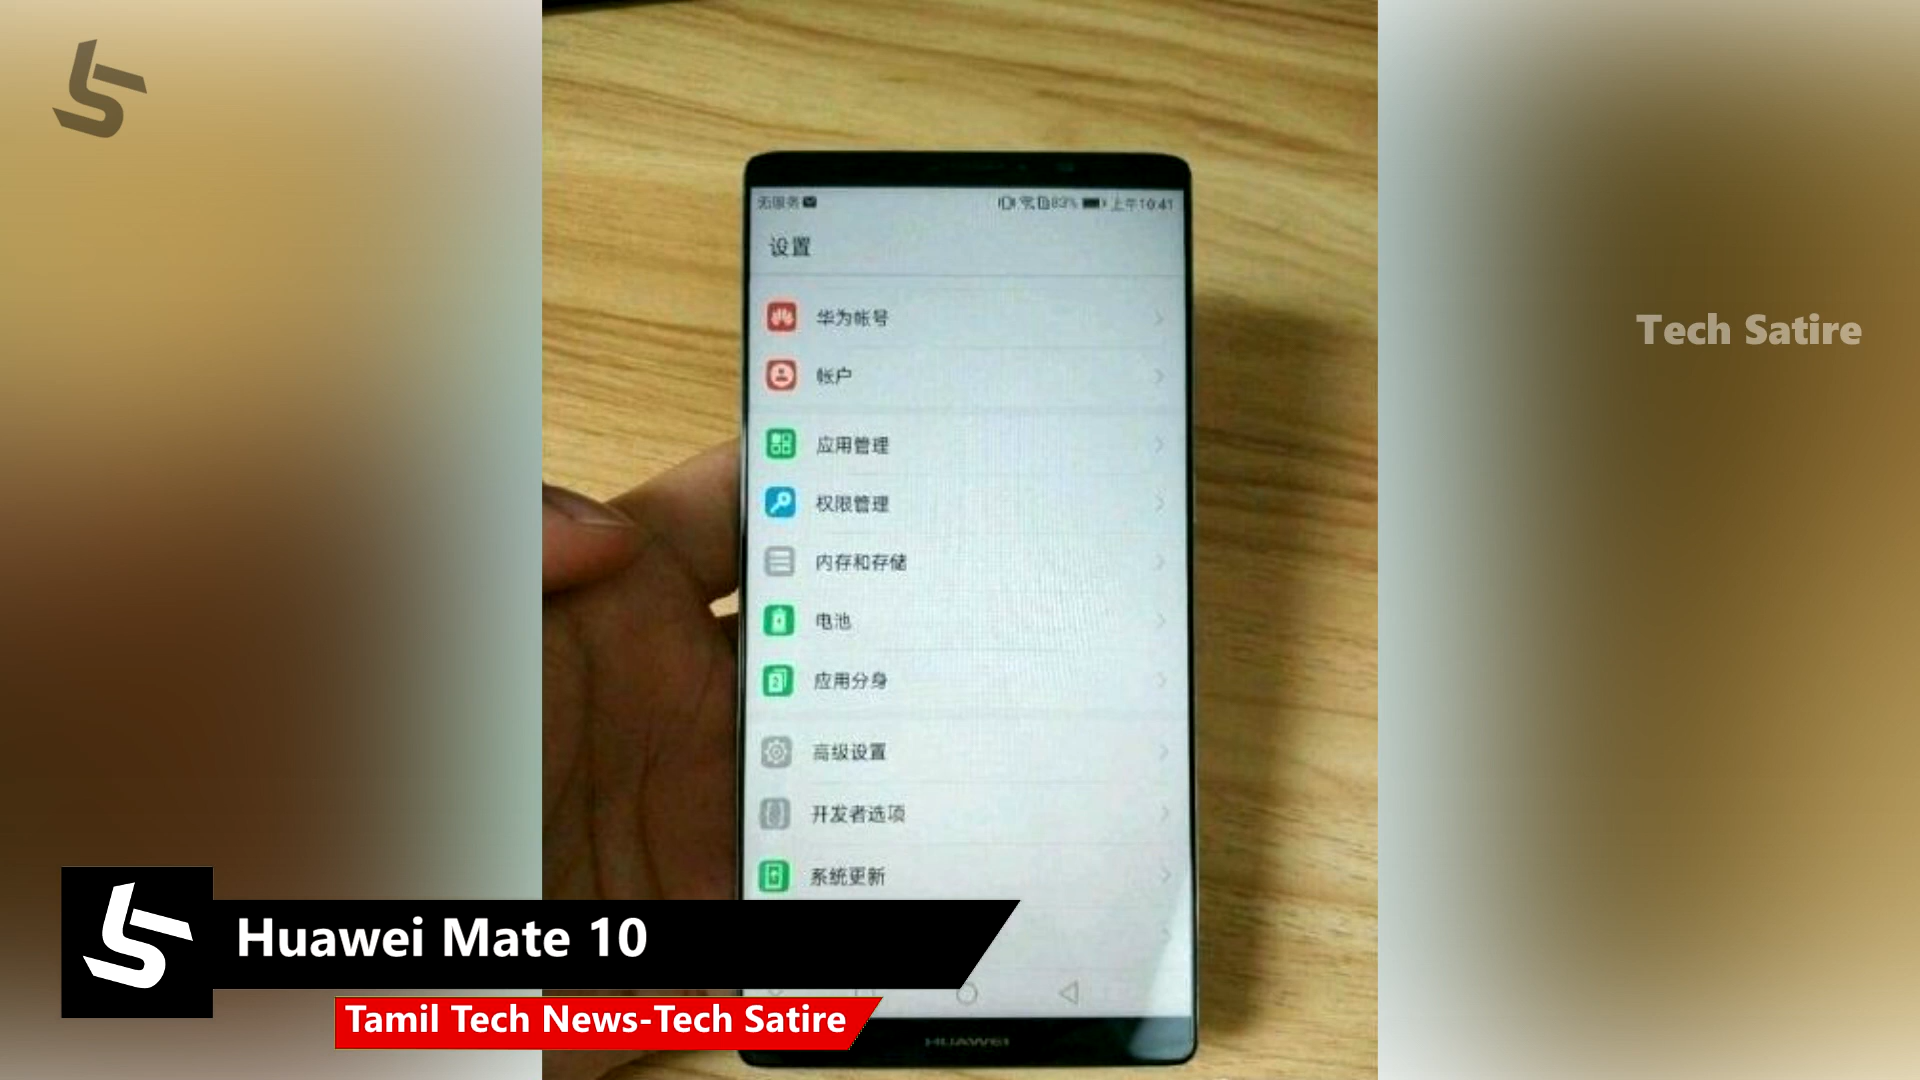 无服务 83% 上午10:41
设置
华为帐号
帐户
Tech Satire
应用管理
权限管理
内存和存储
电池
应用分身
高级设置
开发者选项
系统更新
Huawei Mate 10
Tamil Tech News-Tech Satire
HUAWEI